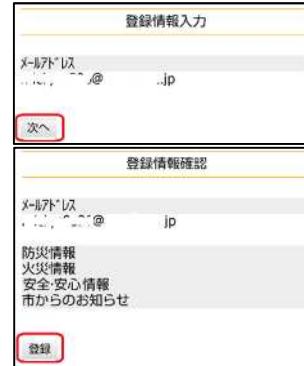 登録情報入力
ﾒｰﾙｱﾄﾞﾚｽ
@ .jp
次へ
登録情報確認
ﾒｰﾙｱﾄﾞﾚｽ
@ jp
防災情報
火災情報
安全･安心情報
市からのお知らせ
登録